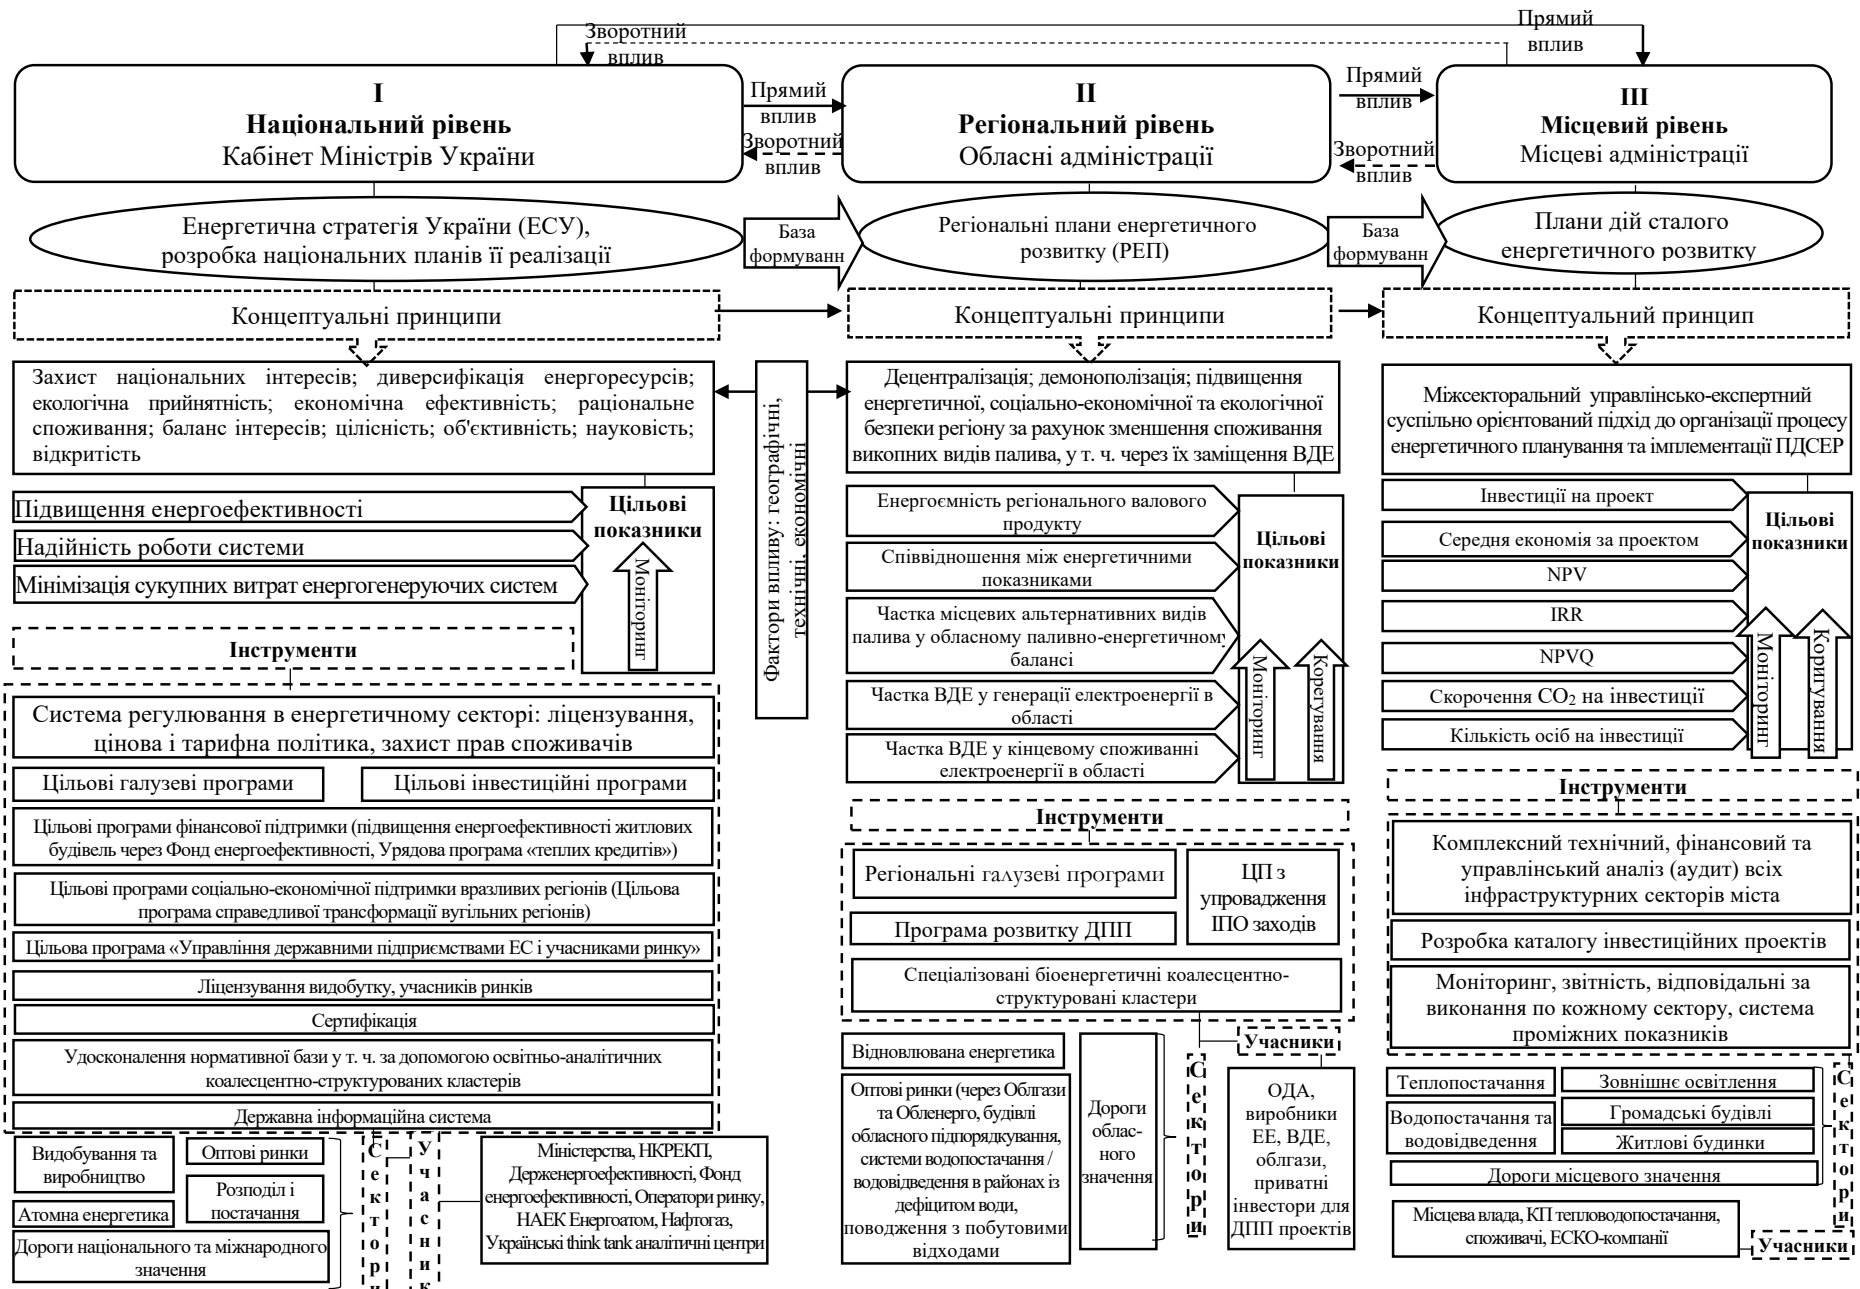 Зворотний
вплив
Прямий
вплив
I
Національний рівень
Кабінет Міністрів України
Прямий
вплив
Зворотний
вплив
II
Регіональний рівень
Обласні адміністрації
Прямий
вплив
Зворотний
вплив
III
Місцевий рівень
Місцеві адміністрації
Енергетична стратегія України (ЕСУ),
розробка національних планів її реалізації
База
формуванн
Регіональні плани енергетичного
розвитку (РЕП)
База
формуванн
Плани дій сталого
енергетичного розвитку
Концептуальні принципи
Концептуальні принципи
Концептуальний принцип
Захист національних інтересів; диверсифікація енергоресурсів;
екологічна прийнятність; економічна ефективність; раціональне
споживання; баланс інтересів; цілісність; об'єктивність; науковість;
відкритість
Фактори впливу: географічні,
технічні, економічні
Децентралізація; демонополізація; підвищення
енергетичної, соціально-економічної та екологічної
безпеки регіону за рахунок зменшення споживання
викопних видів палива, у т. ч. через їх заміщення ВДЕ
Міжсекторальний управлінсько-експертний
суспільно орієнтований підхід до організації процесу
енергетичного планування та імплементації ПДСЕР
Підвищення енергоефективності
Надійність роботи системи
Мінімізація сукупних витрат енергогенеруючих систем
Цільові
показники
Моніторинг
Енергоємність регіонального валового
продукту
Співвідношення між енергетичними
показниками
Частка місцевих альтернативних видів
палива у обласному паливно-енергетичному
балансі
Частка ВДЕ у генерації електроенергії в
області
Частка ВДЕ у кінцевому споживанні
електроенергії в області
Цільові
показники
Моніторинг
Корегування
Інвестиції на проект
Середня економія за проектом
NPV
IRR
NPVQ
Скорочення CO₂ на інвестиції
Кількість осіб на інвестиції
Цільові
показники
Моніторинг
Коригування
Інструменти
Система регулювання в енергетичному секторі: ліцензування,
цінова і тарифна політика, захист прав споживачів
Цільові галузеві програми
Цільові інвестиційні програми
Цільові програми фінансової підтримки (підвищення енергоефективності житлових
будівель через Фонд енергоефективності, Урядова програма «теплих кредитів»)
Цільові програми соціально-економічної підтримки вразливих регіонів (Цільова
програма справедливої трансформації вугільних регіонів)
Цільова програма «Управління державними підприємствами ЕС і учасниками ринку»
Ліцензування видобутку, учасників ринків
Сертифікація
Удосконалення нормативної бази у т. ч. за допомогою освітньо-аналітичних
коалесцентно-структурованих кластерів
Державна інформаційна система
Видобування та
виробництво
Оптові ринки
Розподіл і
постачання
Атомна енергетика
Дороги національного та міжнародного
значення
Сектори
Учасник
Міністерства, НКРЕКП,
Держенергоефективності, Фонд
енергоефективності, Оператори ринку,
НАЕК Енергоатом, Нафтогаз,
Українські think tank аналітичні центри
Інструменти
Регіональні галузеві програми
ЦП з
упровадження
ІПО заходів
Програма розвитку ДПП
Спеціалізовані біоенергетичні коалесцентно-
структуровані кластери
Відновлювана енергетика
Оптові ринки (через Облгази
та Обленерго, будівлі
обласного підпорядкування,
системи водопостачання /
водовідведення в районах із
дефіцитом води,
поводження з побутовими
відходами
Дороги
облас-
ного
значення
Сектори
Учасники
ОДА,
виробники
ЕЕ, ВДЕ,
облгази,
приватні
інвестори для
ДПП проектів
Інструменти
Комплексний технічний, фінансовий та
управлінський аналіз (аудит) всіх
інфраструктурних секторів міста
Розробка каталогу інвестиційних проектів
Моніторинг, звітність, відповідальні за
виконання по кожному сектору, система
проміжних показників
Теплопостачання
Зовнішнє освітлення
Водопостачання та
водовідведення
Громадські будівлі
Житлові будинки
Дороги місцевого значення
Сектори
Місцева влада, КП тепловодопостачання,
споживачі, ЕСКО-компанії
Учасники